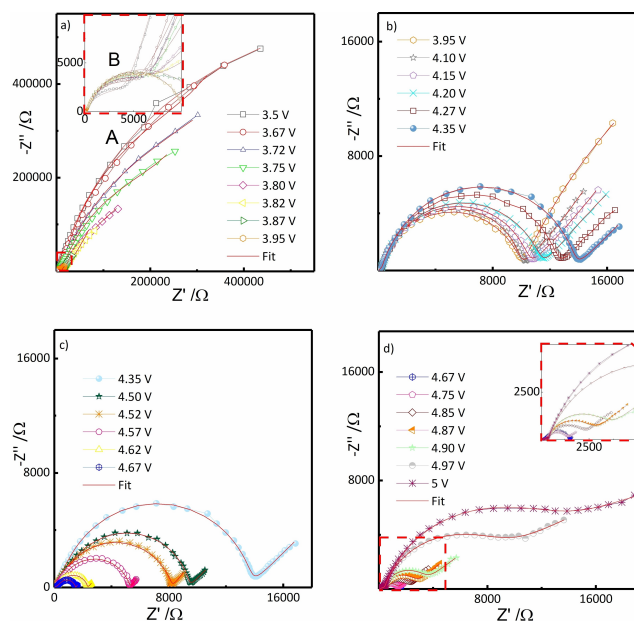 a)
B
A
5000
0
0
5000
400000
200000
0
200000
400000
-Z'' /Ω
Z' /Ω
3.5 V
3.67 V
3.72 V
3.75 V
3.80 V
3.82 V
3.87 V
3.95 V
Fit
b)
16000
8000
0
0
8000
16000
-Z'' /Ω
Z' /Ω
3.95 V
4.10 V
4.15 V
4.20 V
4.27 V
4.35 V
Fit
c)
16000
8000
0
0
8000
16000
-Z'' /Ω
Z' /Ω
4.35 V
4.50 V
4.52 V
4.57 V
4.62 V
4.67 V
Fit
d)
16000
8000
0
0
8000
16000
-Z'' /Ω
Z' /Ω
4.67 V
4.75 V
4.85 V
4.87 V
4.90 V
4.97 V
5 V
Fit
2500
2500